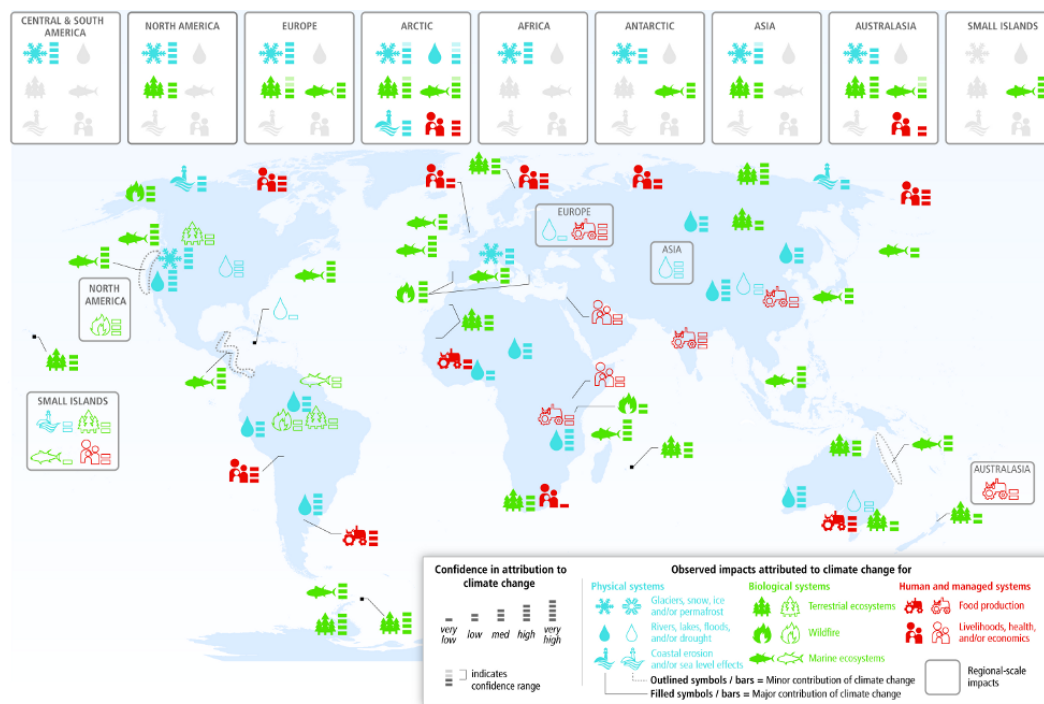 CENTRAL & SOUTH
AMERICA
NORTH AMERICA
EUROPE
ARCTIC
AFRICA
ANTARCTIC
ASIA
AUSTRALASIA
SMALL ISLANDS
EUROPE
ASIA
NORTH
AMERICA
SMALL ISLANDS
AUSTRALASIA
Confidence in attribution to
climate change
very
low
low
med
high
very
high
indicates
confidence range
Observed impacts attributed to climate change for
Physical systems
Glaciers, snow, ice
and/or permafrost
Rivers, lakes, floods,
and/or drought
Coastal erosion
and/or sea level effects
Biological systems
Terrestrial ecosystems
Wildfire
Marine ecosystems
Human and managed systems
Food production
Livelihoods, health,
and/or economics
Outlined symbols / bars = Minor contribution of climate change
Filled symbols / bars = Major contribution of climate change
Regional-scale
impacts